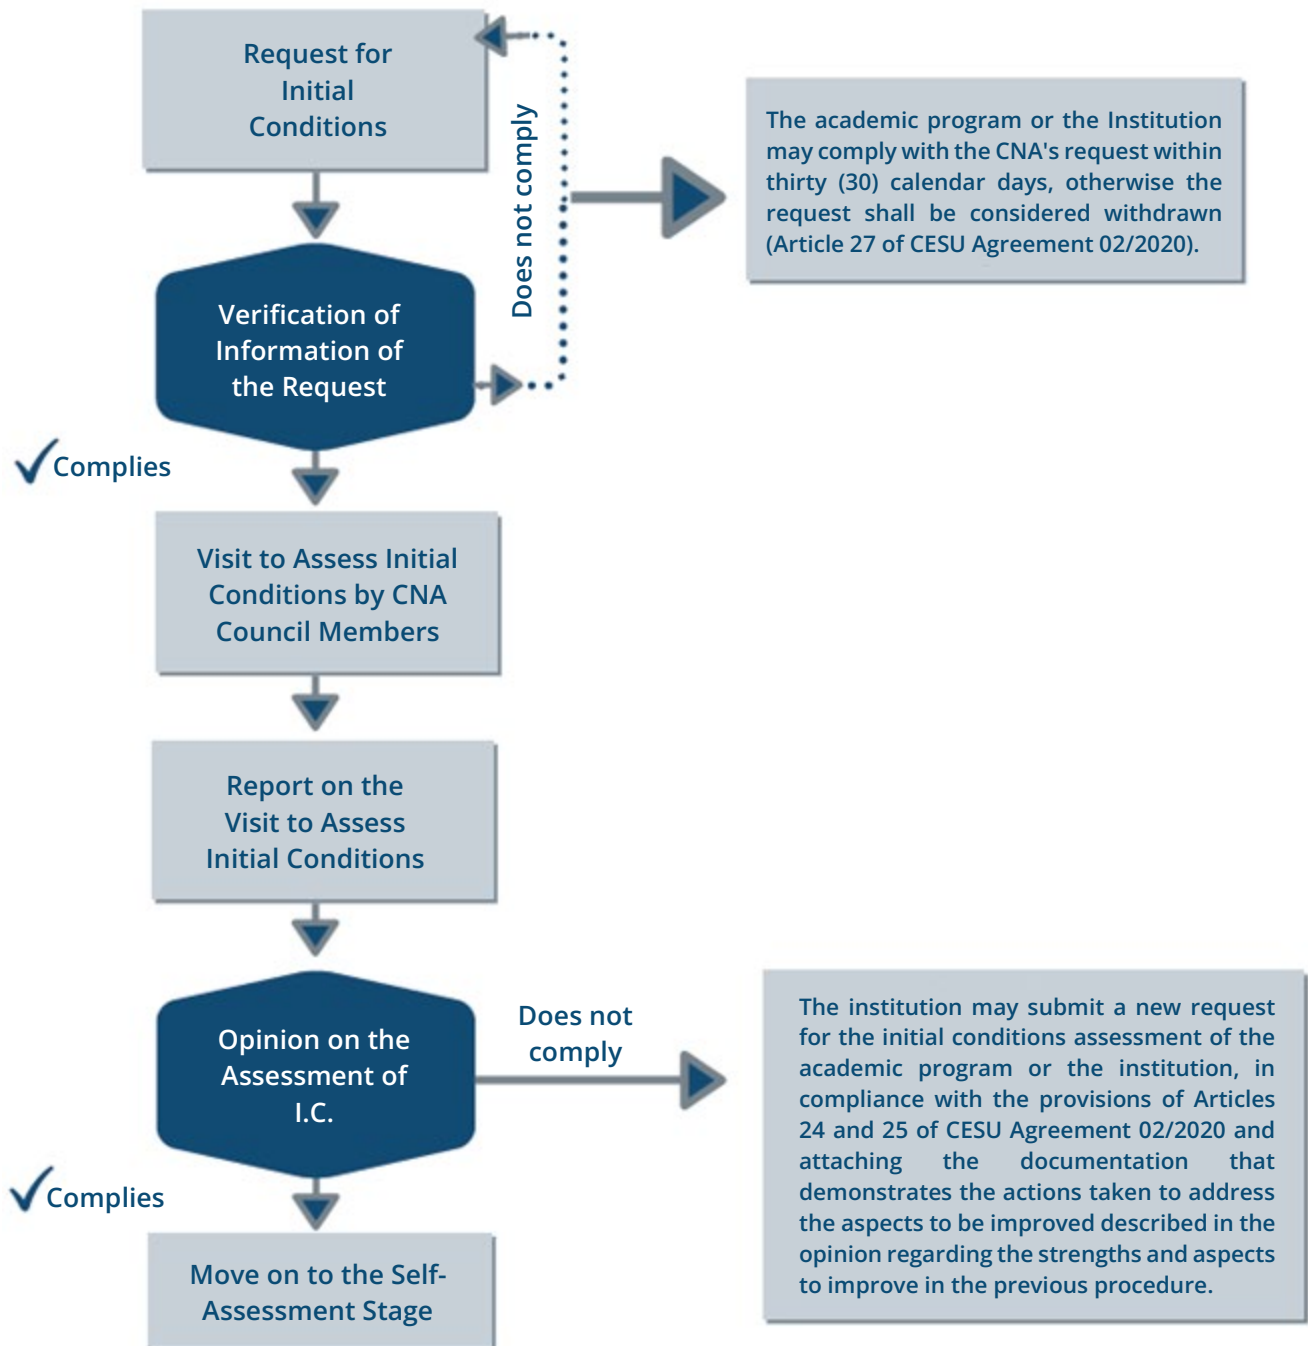 Request for
Initial
Conditions
Does not comply
The academic program or the Institution
may comply with the CNA's request within
thirty (30) calendar days, otherwise the
request shall be considered withdrawn
(Article 27 of CESU Agreement 02/2020).
Verification of
Information of
the Request
Complies
Visit to Assess Initial
Conditions by CNA
Council Members
Report on the
Visit to Assess
Initial Conditions
Opinion on the
Assessment of
I.C.
Does not
comply
The institution may submit a new request
for the initial conditions assessment of the
academic program or the institution, in
compliance with the provisions of Articles
24 and 25 of CESU Agreement 02/2020 and
attaching the documentation that
demonstrates the actions taken to address
the aspects to be improved described in the
opinion regarding the strengths and aspects
to improve in the previous procedure.
Complies
Move on to the Self-
Assessment Stage